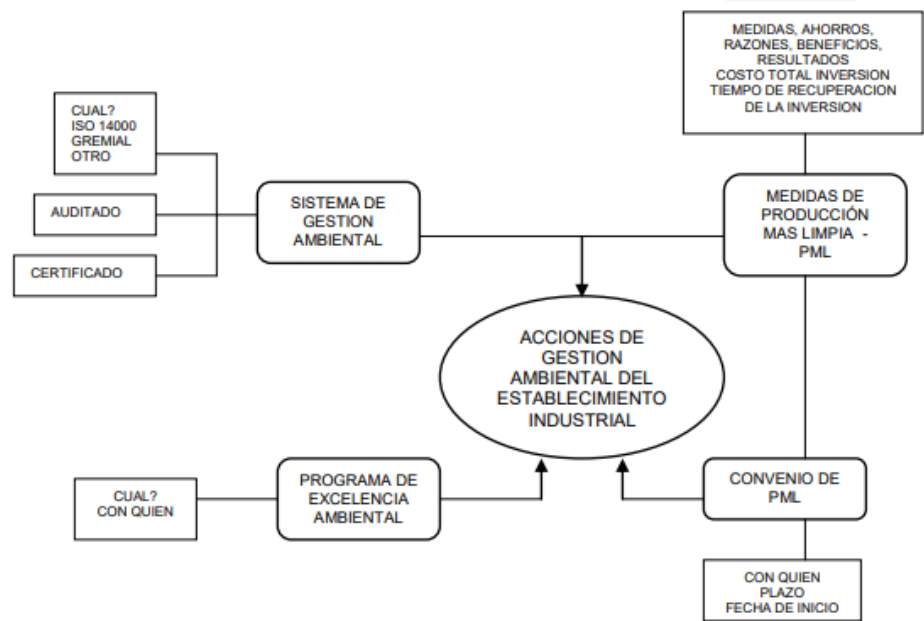 MEDIDAS, AHORROS,
RAZONES, BENEFICIOS,
RESULTADOS
COSTO TOTAL INVERSION
TIEMPO DE RECUPERACION
DE LA INVERSION
CUAL?
ISO 14000
GREMIAL
OTRO
AUDITADO
CERTIFICADO
SISTEMA DE
GESTION
AMBIENTAL
MEDIDAS DE
PRODUCCIÓN
MAS LIMPIA -
PML
ACCIONES DE
GESTION
AMBIENTAL DEL
ESTABLECIMIENTO
INDUSTRIAL
CUAL?
CON QUIEN
PROGRAMA DE
EXCELENCIA
AMBIENTAL
CONVENIO DE
PML
CON QUIEN
PLAZO
FECHA DE INICIO